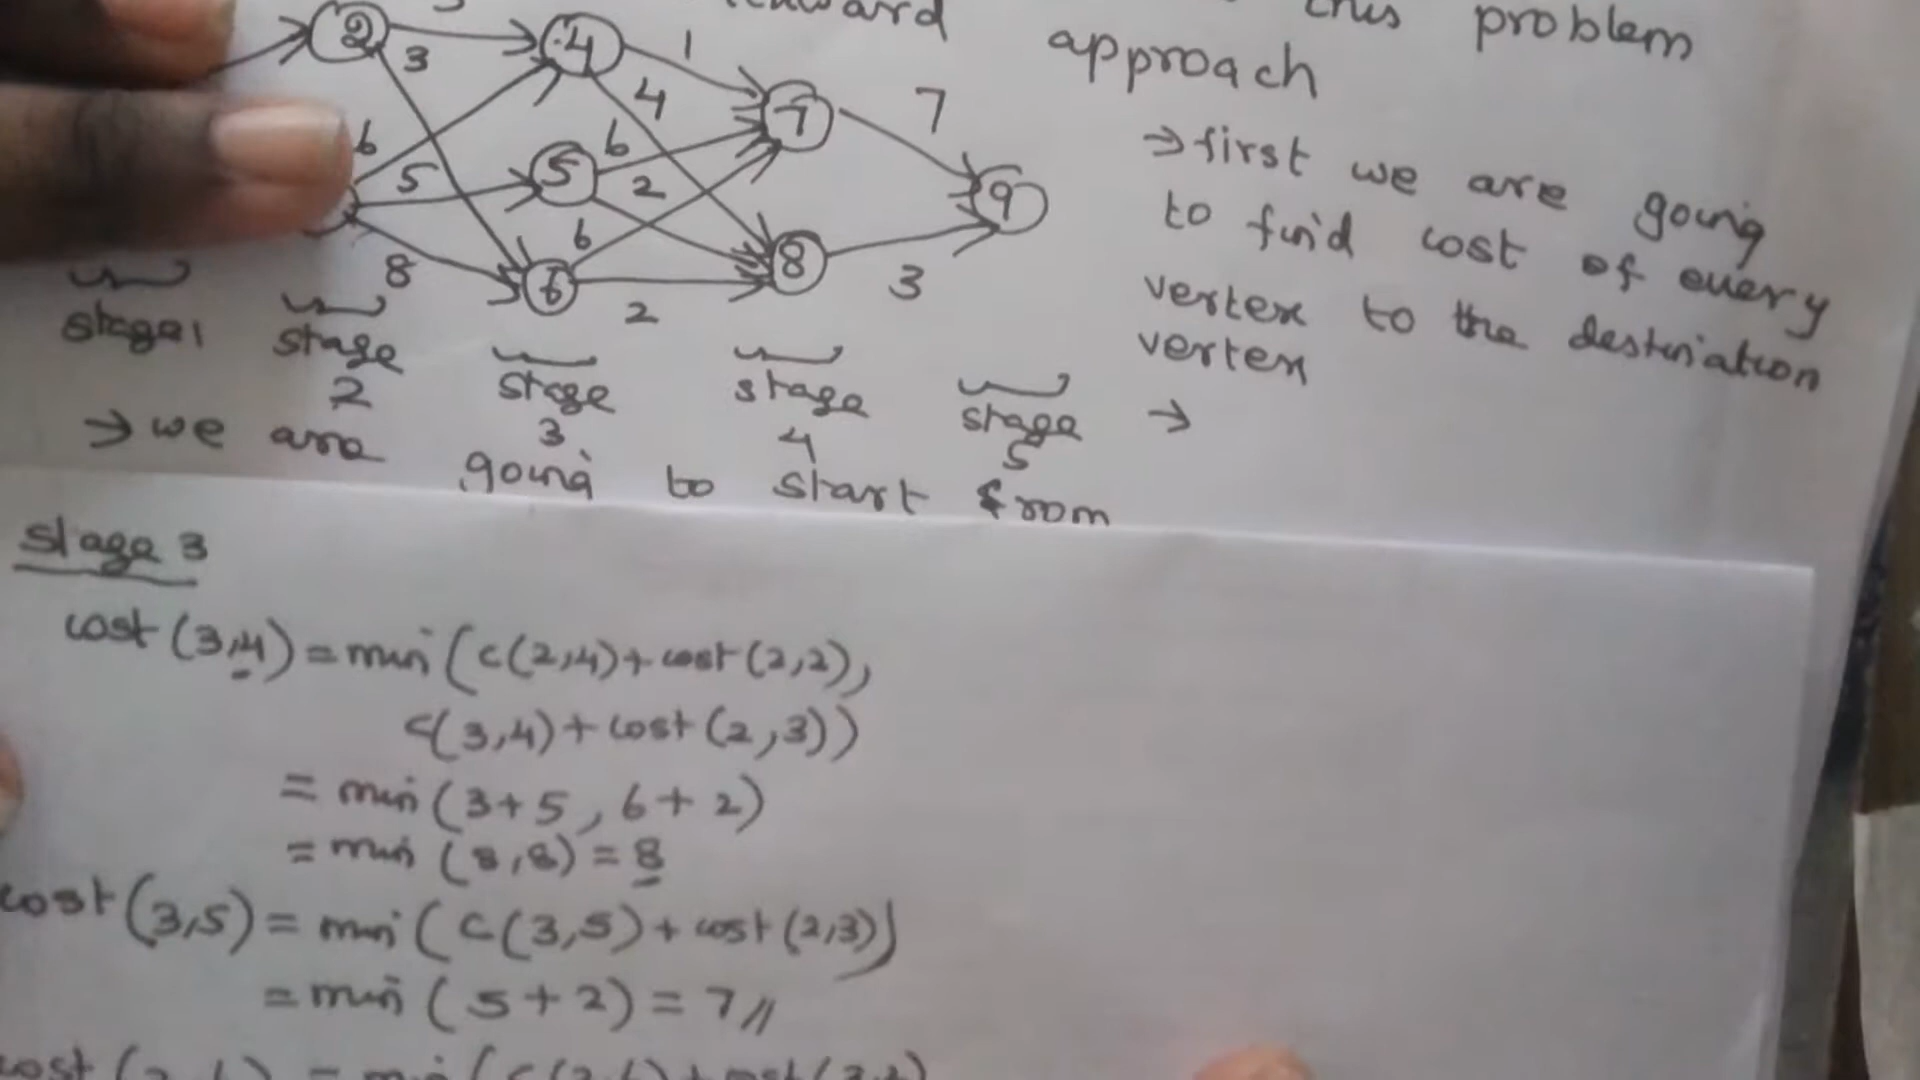 this problem
approach
→ first we are going
to find cost of every
vertex to the destination
vertex
→
2 3 4 1
4 7 7
6 5 5 6 2 9
8 6 6 2 8 3
stage 1 stage 2 stage 3 stage 4 stage 5
→ we are going to start from
stage 3
cost (3,4) = min (c(2,4) + cost (2,2),
c(3,4) + cost (2,3))
= min (3+5, 6+2)
= min (8,8) = 8
cost (3,5) = min (c(3,5) + cost (2,3))
= min (5+2) = 7//